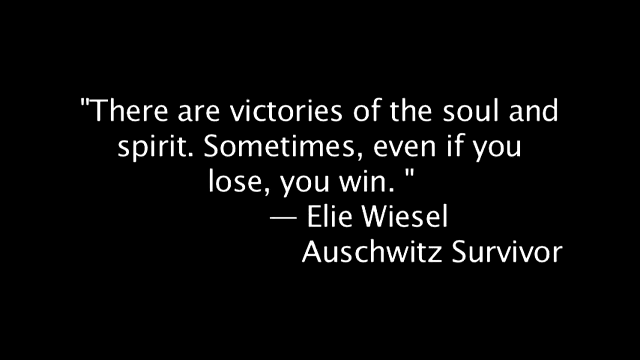 "There are victories of the soul and
spirit. Sometimes, even if you
lose, you win. "
— Elie Wiesel
Auschwitz Survivor